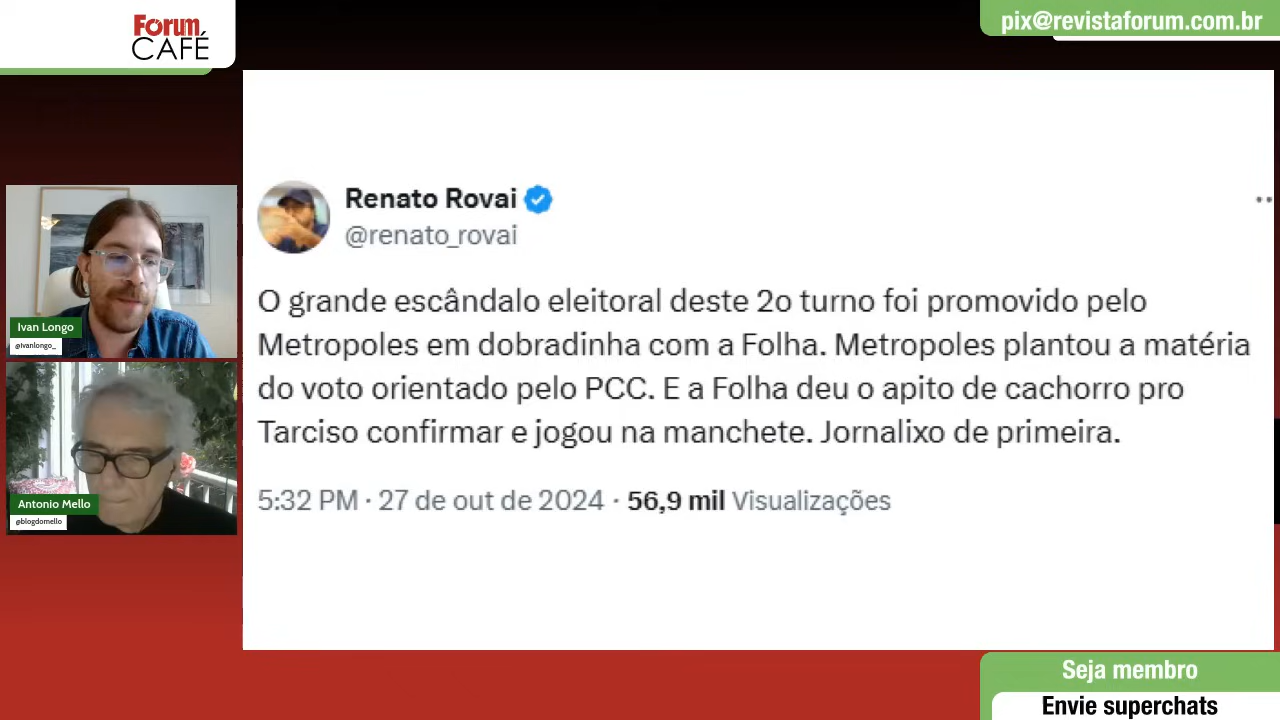 Forum
CAFÉ
pix@revistaforum.com.br
Renato Rovai
@renato_rovai
O grande escândalo eleitoral deste 2o turno foi promovido pelo
Metropoles em dobradinha com a Folha. Metropoles plantou a matéria
do voto orientado pelo PCC. E a Folha deu o apito de cachorro pro
Tarciso confirmar e jogou na manchete. Jornalixo de primeira.
5:32 PM · 27 de out de 2024 · 56,9 mil Visualizações
Ivan Longo
@ivanlongo_
Antonio Mello
@blogdomello
Seja membro
Envie superchats